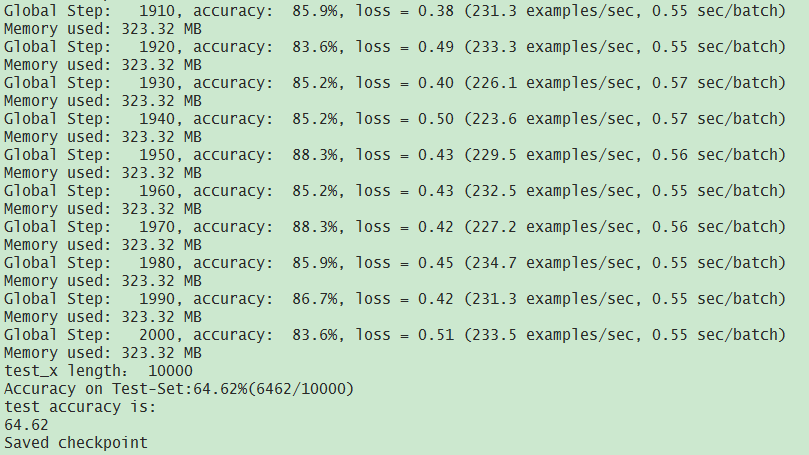 Global Step:   1910, accuracy:  85.9%, loss = 0.38 (231.3 examples/sec, 0.55 sec/batch)
Memory used: 323.32 MB
Global Step:   1920, accuracy:  83.6%, loss = 0.49 (233.3 examples/sec, 0.55 sec/batch)
Memory used: 323.32 MB
Global Step:   1930, accuracy:  85.2%, loss = 0.40 (226.1 examples/sec, 0.57 sec/batch)
Memory used: 323.32 MB
Global Step:   1940, accuracy:  85.2%, loss = 0.50 (223.6 examples/sec, 0.57 sec/batch)
Memory used: 323.32 MB
Global Step:   1950, accuracy:  88.3%, loss = 0.43 (229.5 examples/sec, 0.56 sec/batch)
Memory used: 323.32 MB
Global Step:   1960, accuracy:  85.2%, loss = 0.43 (232.5 examples/sec, 0.55 sec/batch)
Memory used: 323.32 MB
Global Step:   1970, accuracy:  88.3%, loss = 0.42 (227.2 examples/sec, 0.56 sec/batch)
Memory used: 323.32 MB
Global Step:   1980, accuracy:  85.9%, loss = 0.45 (234.7 examples/sec, 0.55 sec/batch)
Memory used: 323.32 MB
Global Step:   1990, accuracy:  86.7%, loss = 0.42 (231.3 examples/sec, 0.55 sec/batch)
Memory used: 323.32 MB
Global Step:   2000, accuracy:  83.6%, loss = 0.51 (233.5 examples/sec, 0.55 sec/batch)
Memory used: 323.32 MB
test_x length： 10000
Accuracy on Test-Set:64.62%(6462/10000)
test accuracy is:
64.62
Saved checkpoint